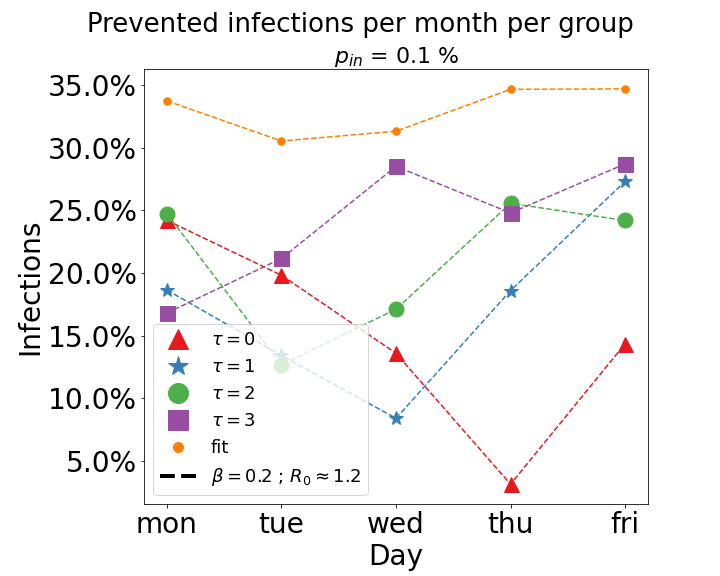 Prevented infections per month per group
p_in = 0.1 %
35.0%
30.0%
25.0%
20.0%
15.0%
10.0%
5.0%
Infections
τ = 0
τ = 1
τ = 2
τ = 3
fit
β = 0.2 ; R₀ ≈ 1.2
mon tue wed thu fri
Day